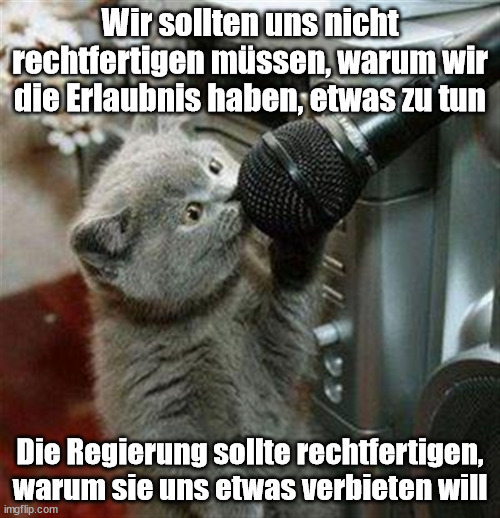 Wir sollten uns nicht
rechtfertigen müssen, warum wir
die Erlaubnis haben, etwas zu tun
Die Regierung sollte rechtfertigen,
warum sie uns etwas verbieten will
imgflip.com